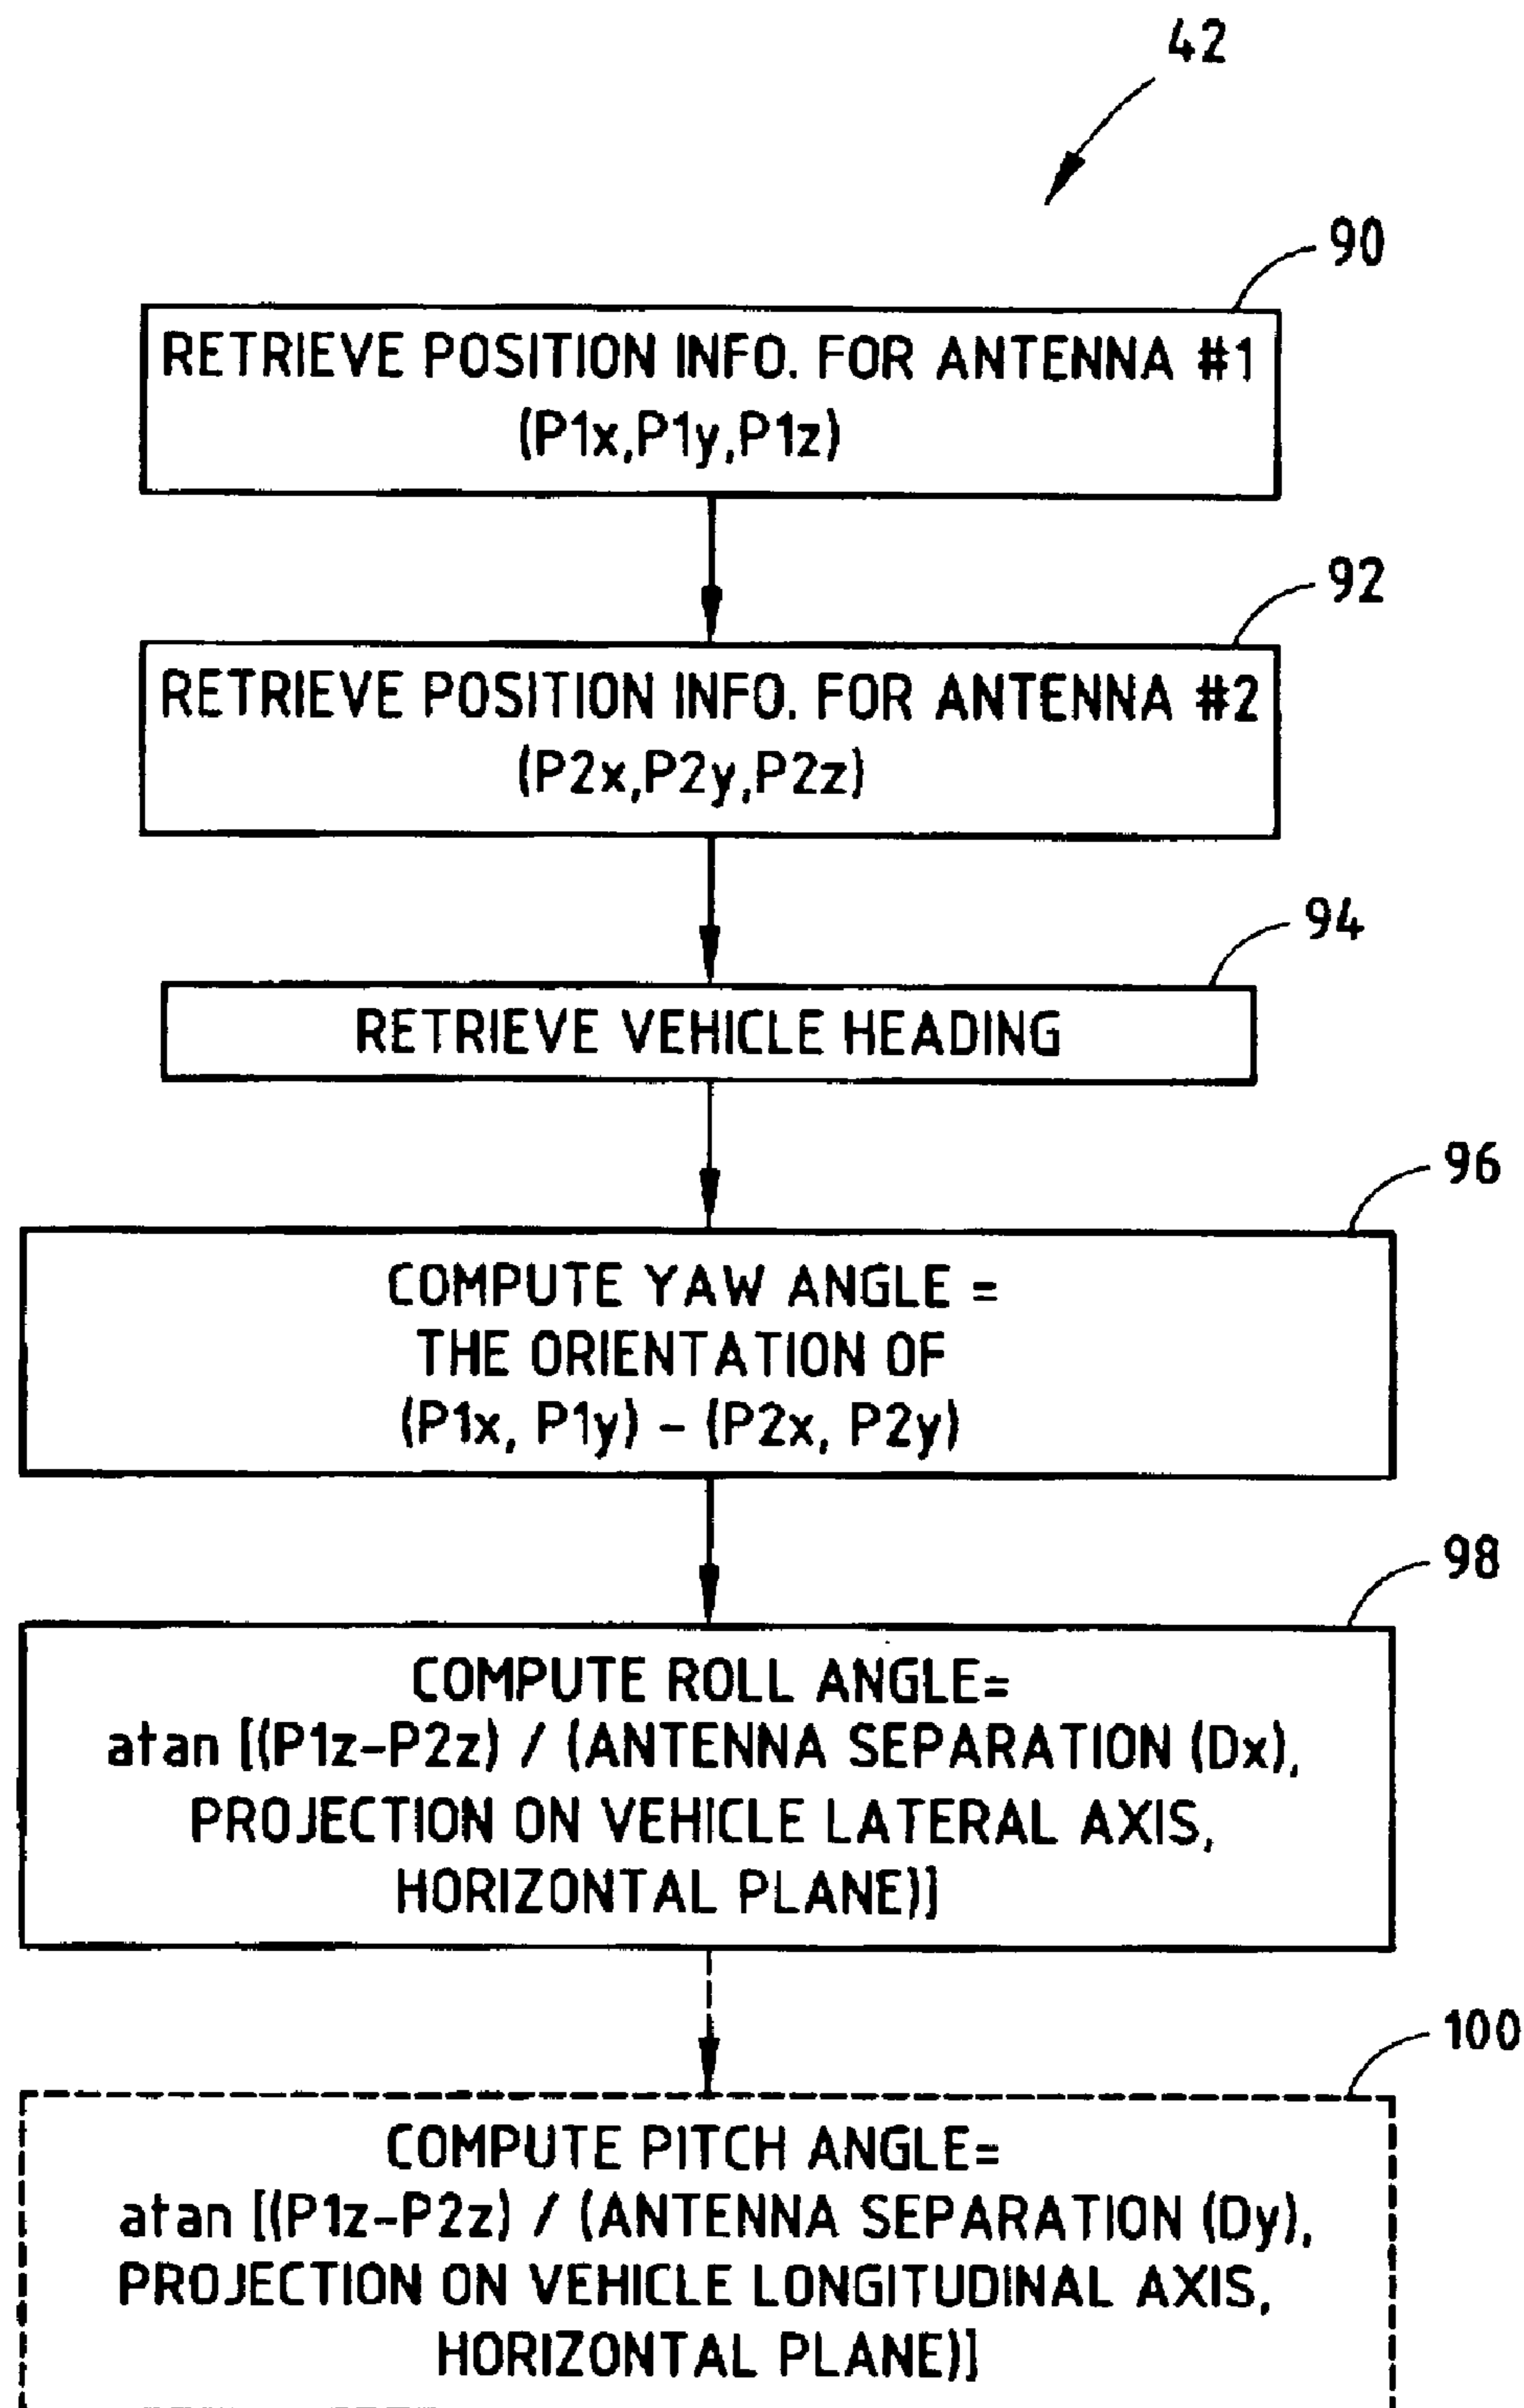 42
90
RETRIEVE POSITION INFO. FOR ANTENNA #1
(P1x,P1y,P1z)
92
RETRIEVE POSITION INFO. FOR ANTENNA #2
(P2x,P2y,P2z)
94
RETRIEVE VEHICLE HEADING
96
COMPUTE YAW ANGLE =
THE ORIENTATION OF
(P1x, P1y) – (P2x, P2y)
98
COMPUTE ROLL ANGLE=
atan [(P1z–P2z) / (ANTENNA SEPARATION (Dx),
PROJECTION ON VEHICLE LATERAL AXIS,
HORIZONTAL PLANE)]
100
COMPUTE PITCH ANGLE=
atan [(P1z–P2z) / (ANTENNA SEPARATION (Dy),
PROJECTION ON VEHICLE LONGITUDINAL AXIS,
HORIZONTAL PLANE)]